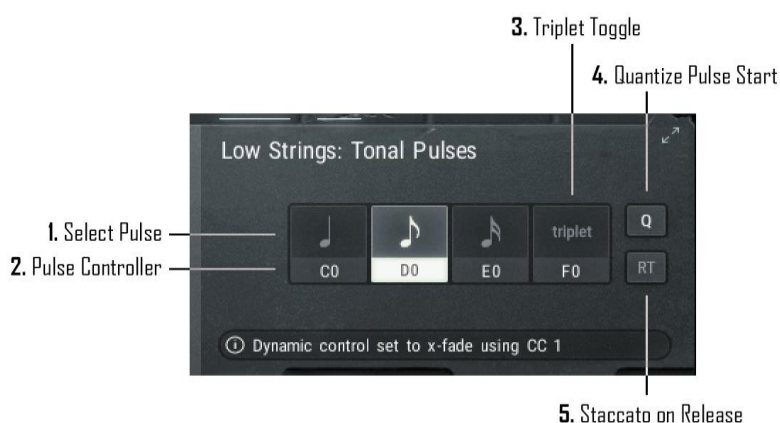 3. Triplet Toggle
4. Quantize Pulse Start
Low Strings: Tonal Pulses
1. Select Pulse
triplet
Q
2. Pulse Controller
C0 D0 E0 F0
RT
Dynamic control set to x-fade using CC 1
5. Staccato on Release